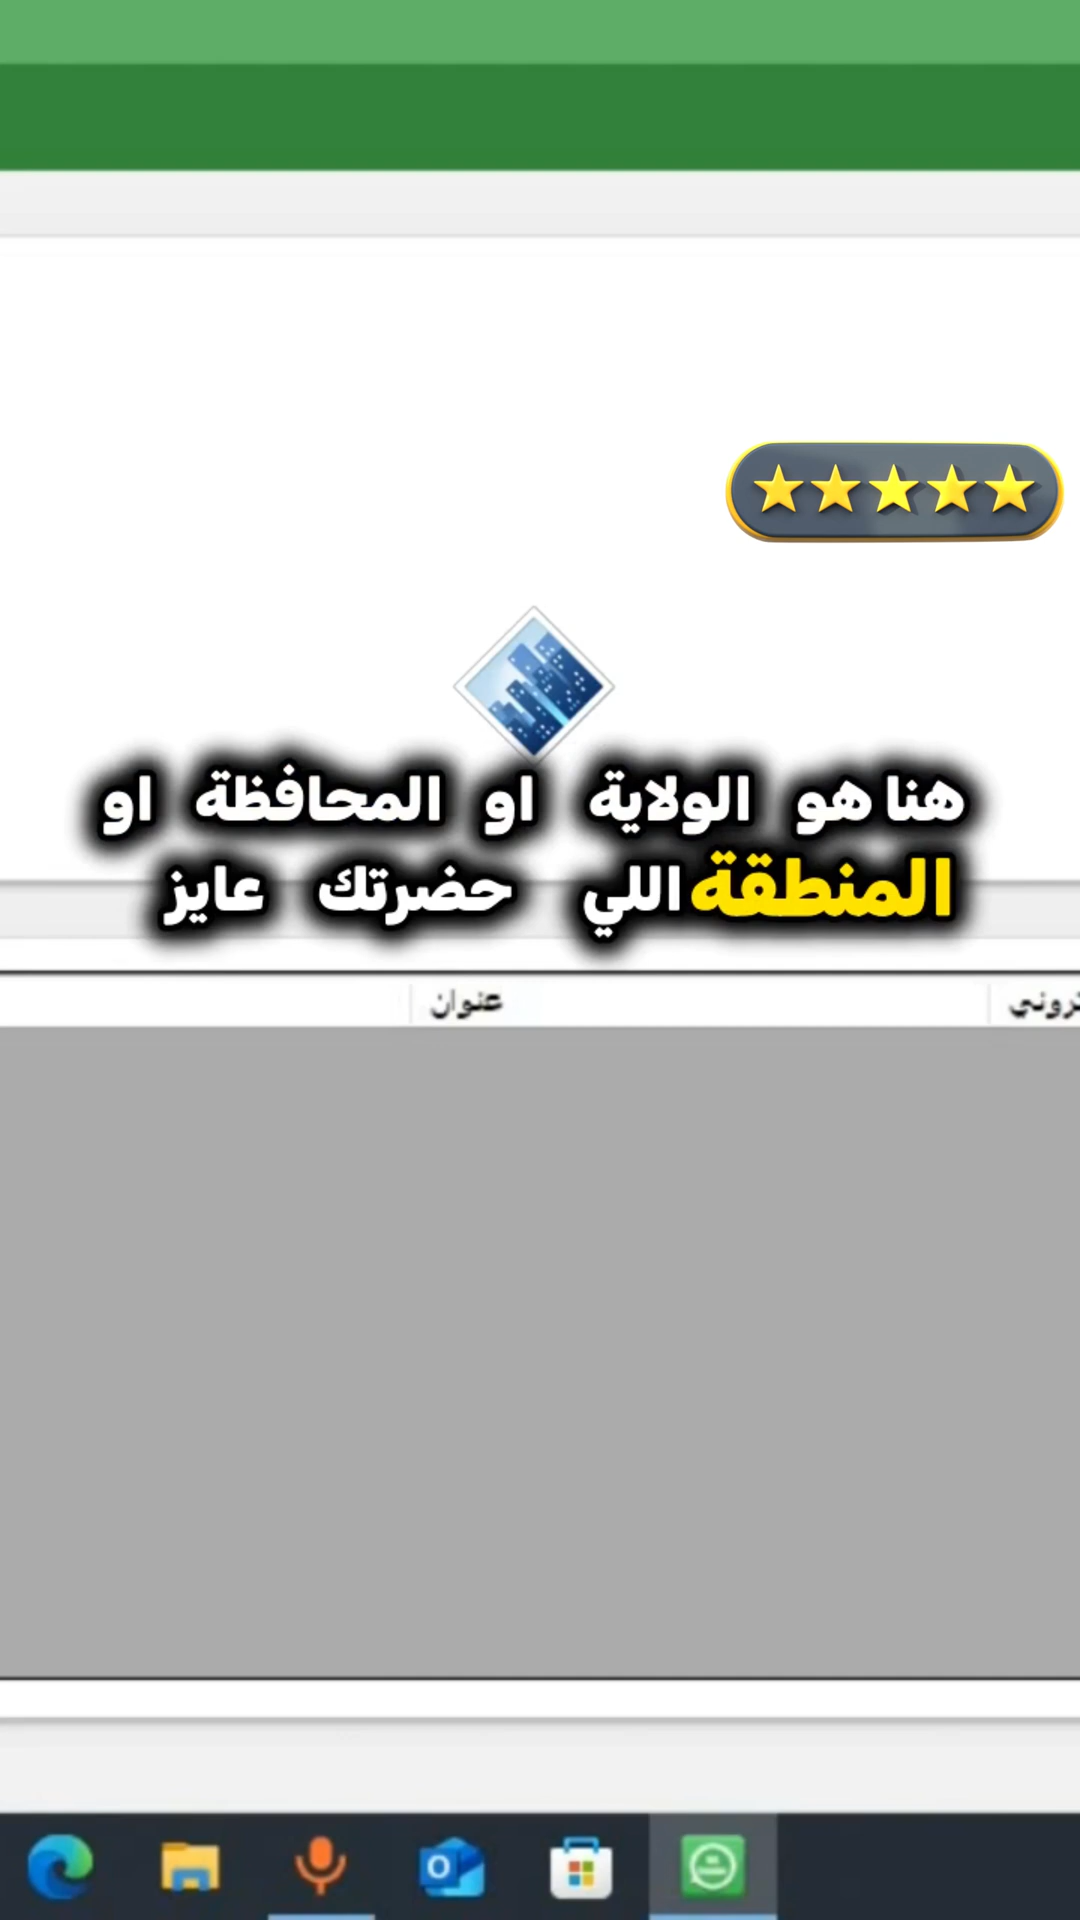 هنا هو الولاية او المحافظة او
المنطقة اللي حضرتك عايز
عنوان